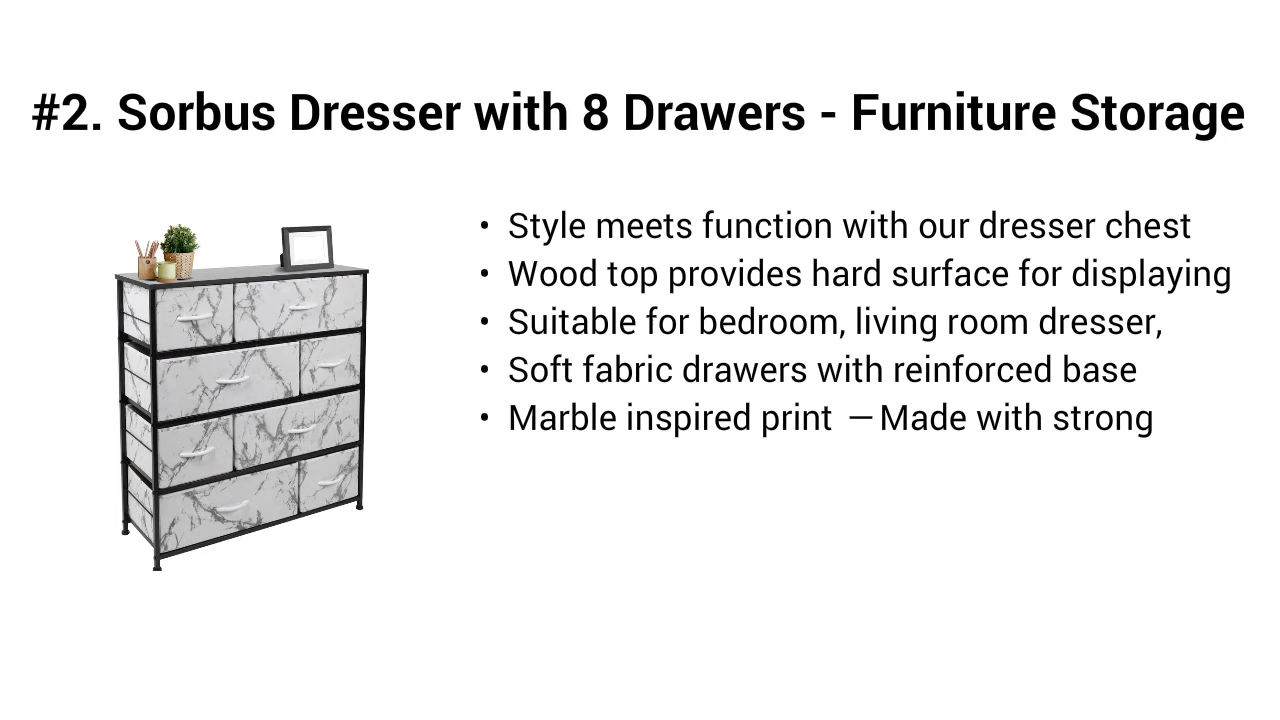 #2. Sorbus Dresser with 8 Drawers - Furniture Storage
• Style meets function with our dresser chest
• Wood top provides hard surface for displaying
• Suitable for bedroom, living room dresser,
• Soft fabric drawers with reinforced base
• Marble inspired print — Made with strong